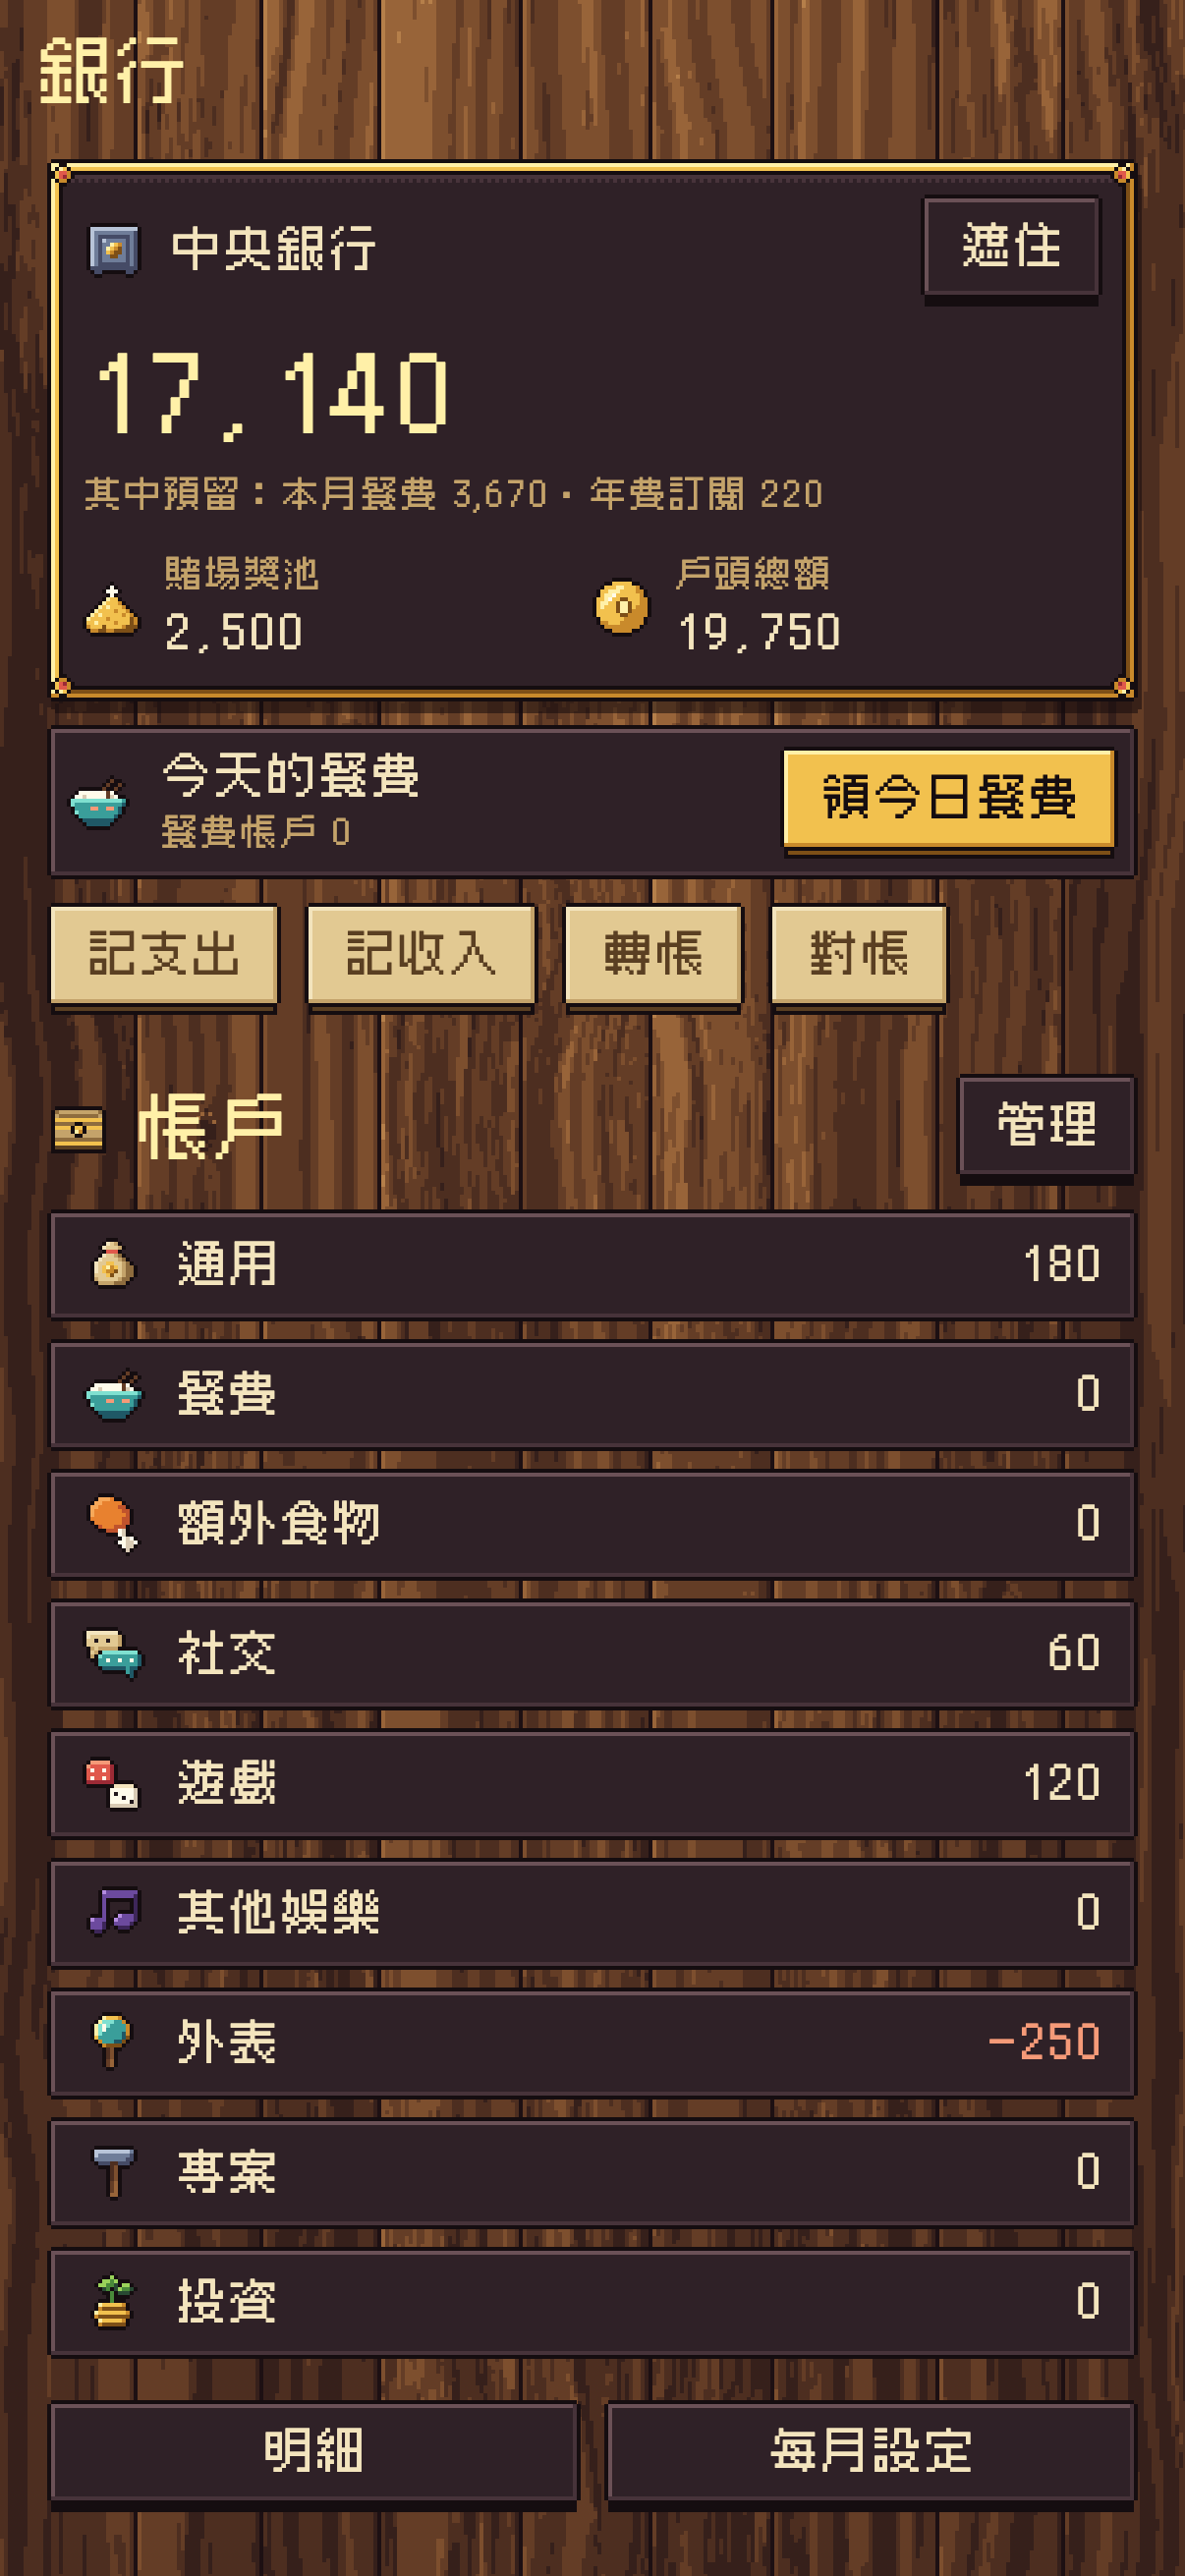 銀行
中央銀行
遮住
17,140
其中預留：本月餐費 3,670・年費訂閱 220
賭場獎池
2,500
戶頭總額
19,750
今天的餐費
餐費帳戶 0
領今日餐費
記支出
記收入
轉帳
對帳
帳戶
管理
通用
180
餐費
0
額外食物
0
社交
60
遊戲
120
其他娛樂
0
外表
-250
專案
0
投資
0
明細
每月設定